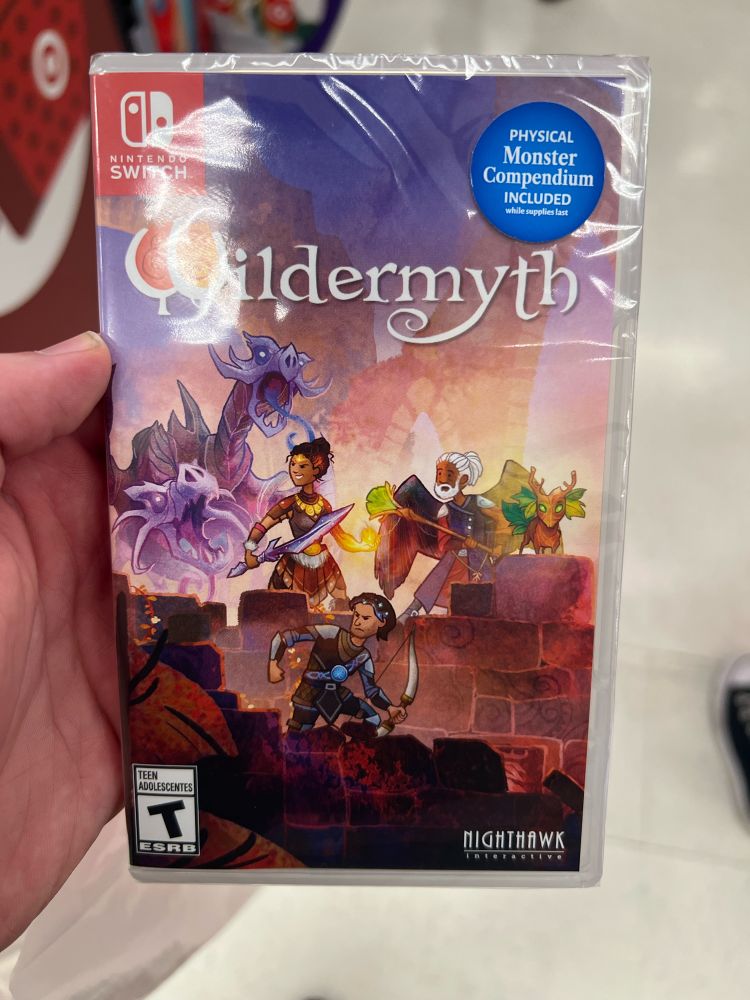 NINTENDO
SWITCH
PHYSICAL
Monster
Compendium
INCLUDED
while supplies last
Wildermyth
TEEN
ADOLESCENTES
T
ESRB
NIGHTHAWK
interactive